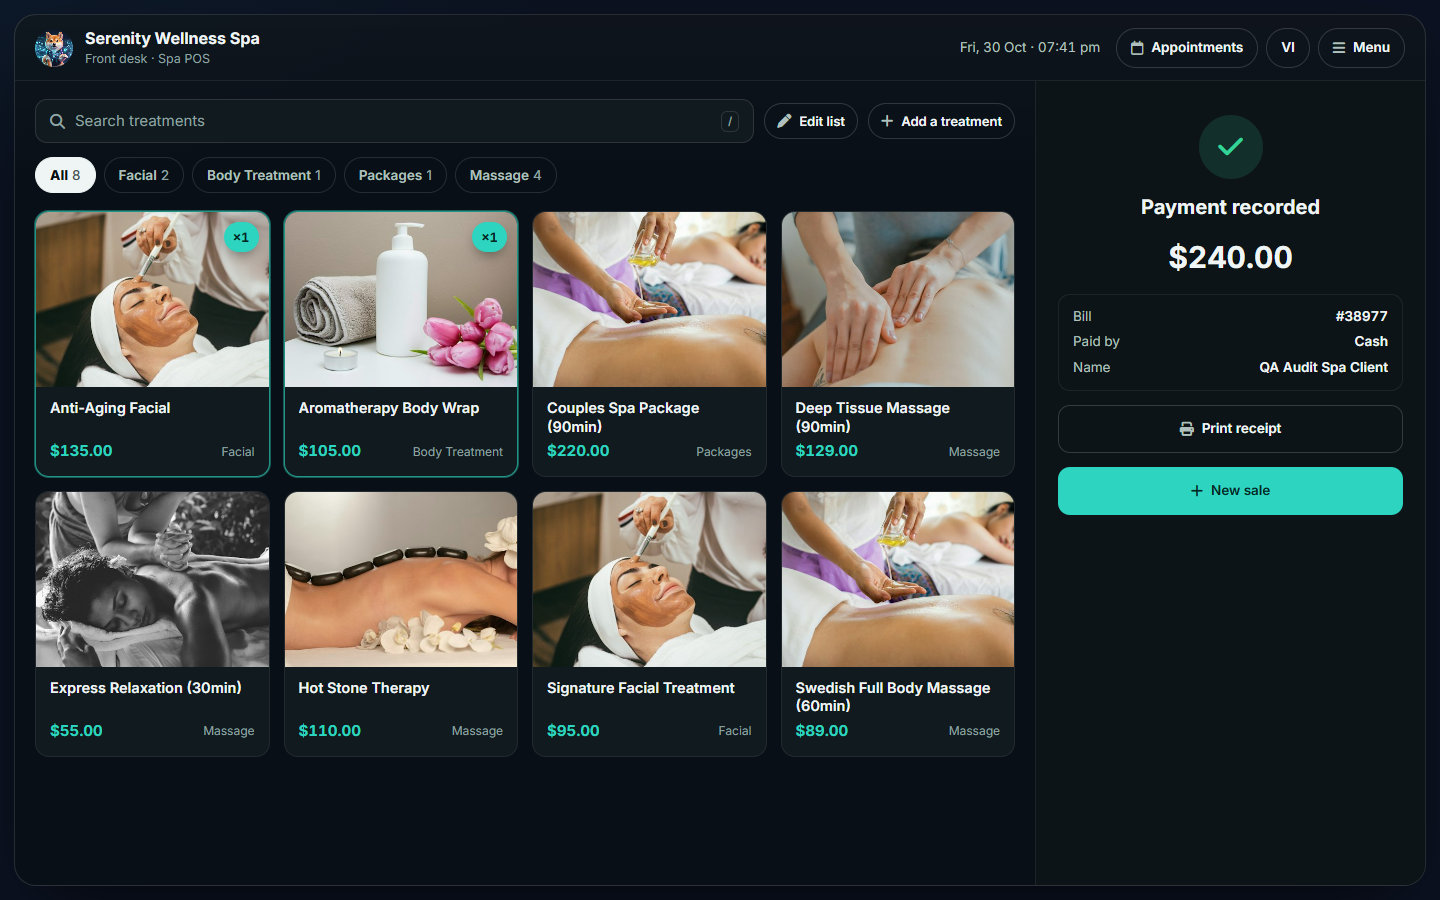 Serenity Wellness Spa
Front desk · Spa POS
Fri, 30 Oct · 07:41 pm
Appointments
VI
Menu
Search treatments
/
Edit list
Add a treatment
All 8
Facial 2
Body Treatment 1
Packages 1
Massage 4
×1
Anti-Aging Facial
$135.00
Facial
×1
Aromatherapy Body Wrap
$105.00
Body Treatment
Couples Spa Package
(90min)
$220.00
Packages
Deep Tissue Massage
(90min)
$129.00
Massage
Express Relaxation (30min)
$55.00
Massage
Hot Stone Therapy
$110.00
Massage
Signature Facial Treatment
$95.00
Facial
Swedish Full Body Massage
(60min)
$89.00
Massage
Payment recorded
$240.00
Bill
#38977
Paid by
Cash
Name
QA Audit Spa Client
Print receipt
New sale